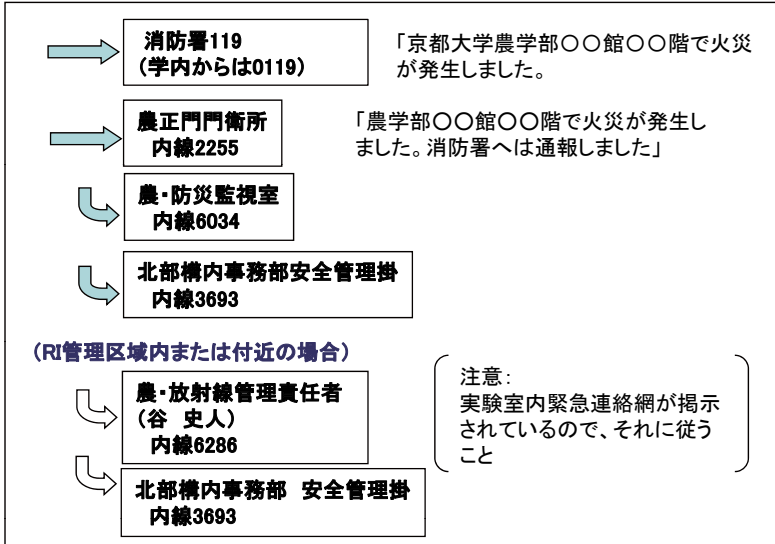 消防署119
(学内からは0119)
「京都大学農学部〇〇館〇〇階で火災
が発生しました。
農正門門衛所
内線2255
「農学部〇〇館〇〇階で火災が発生し
ました。消防署へは通報しました」
農・防災監視室
内線6034
北部構内事務部安全管理掛
内線3693
(RI管理区域内または付近の場合)
農・放射線管理責任者
(谷 史人)
内線6286
注意:
実験室内緊急連絡網が掲示
されているので、それに従う
こと
北部構内事務部 安全管理掛
内線3693